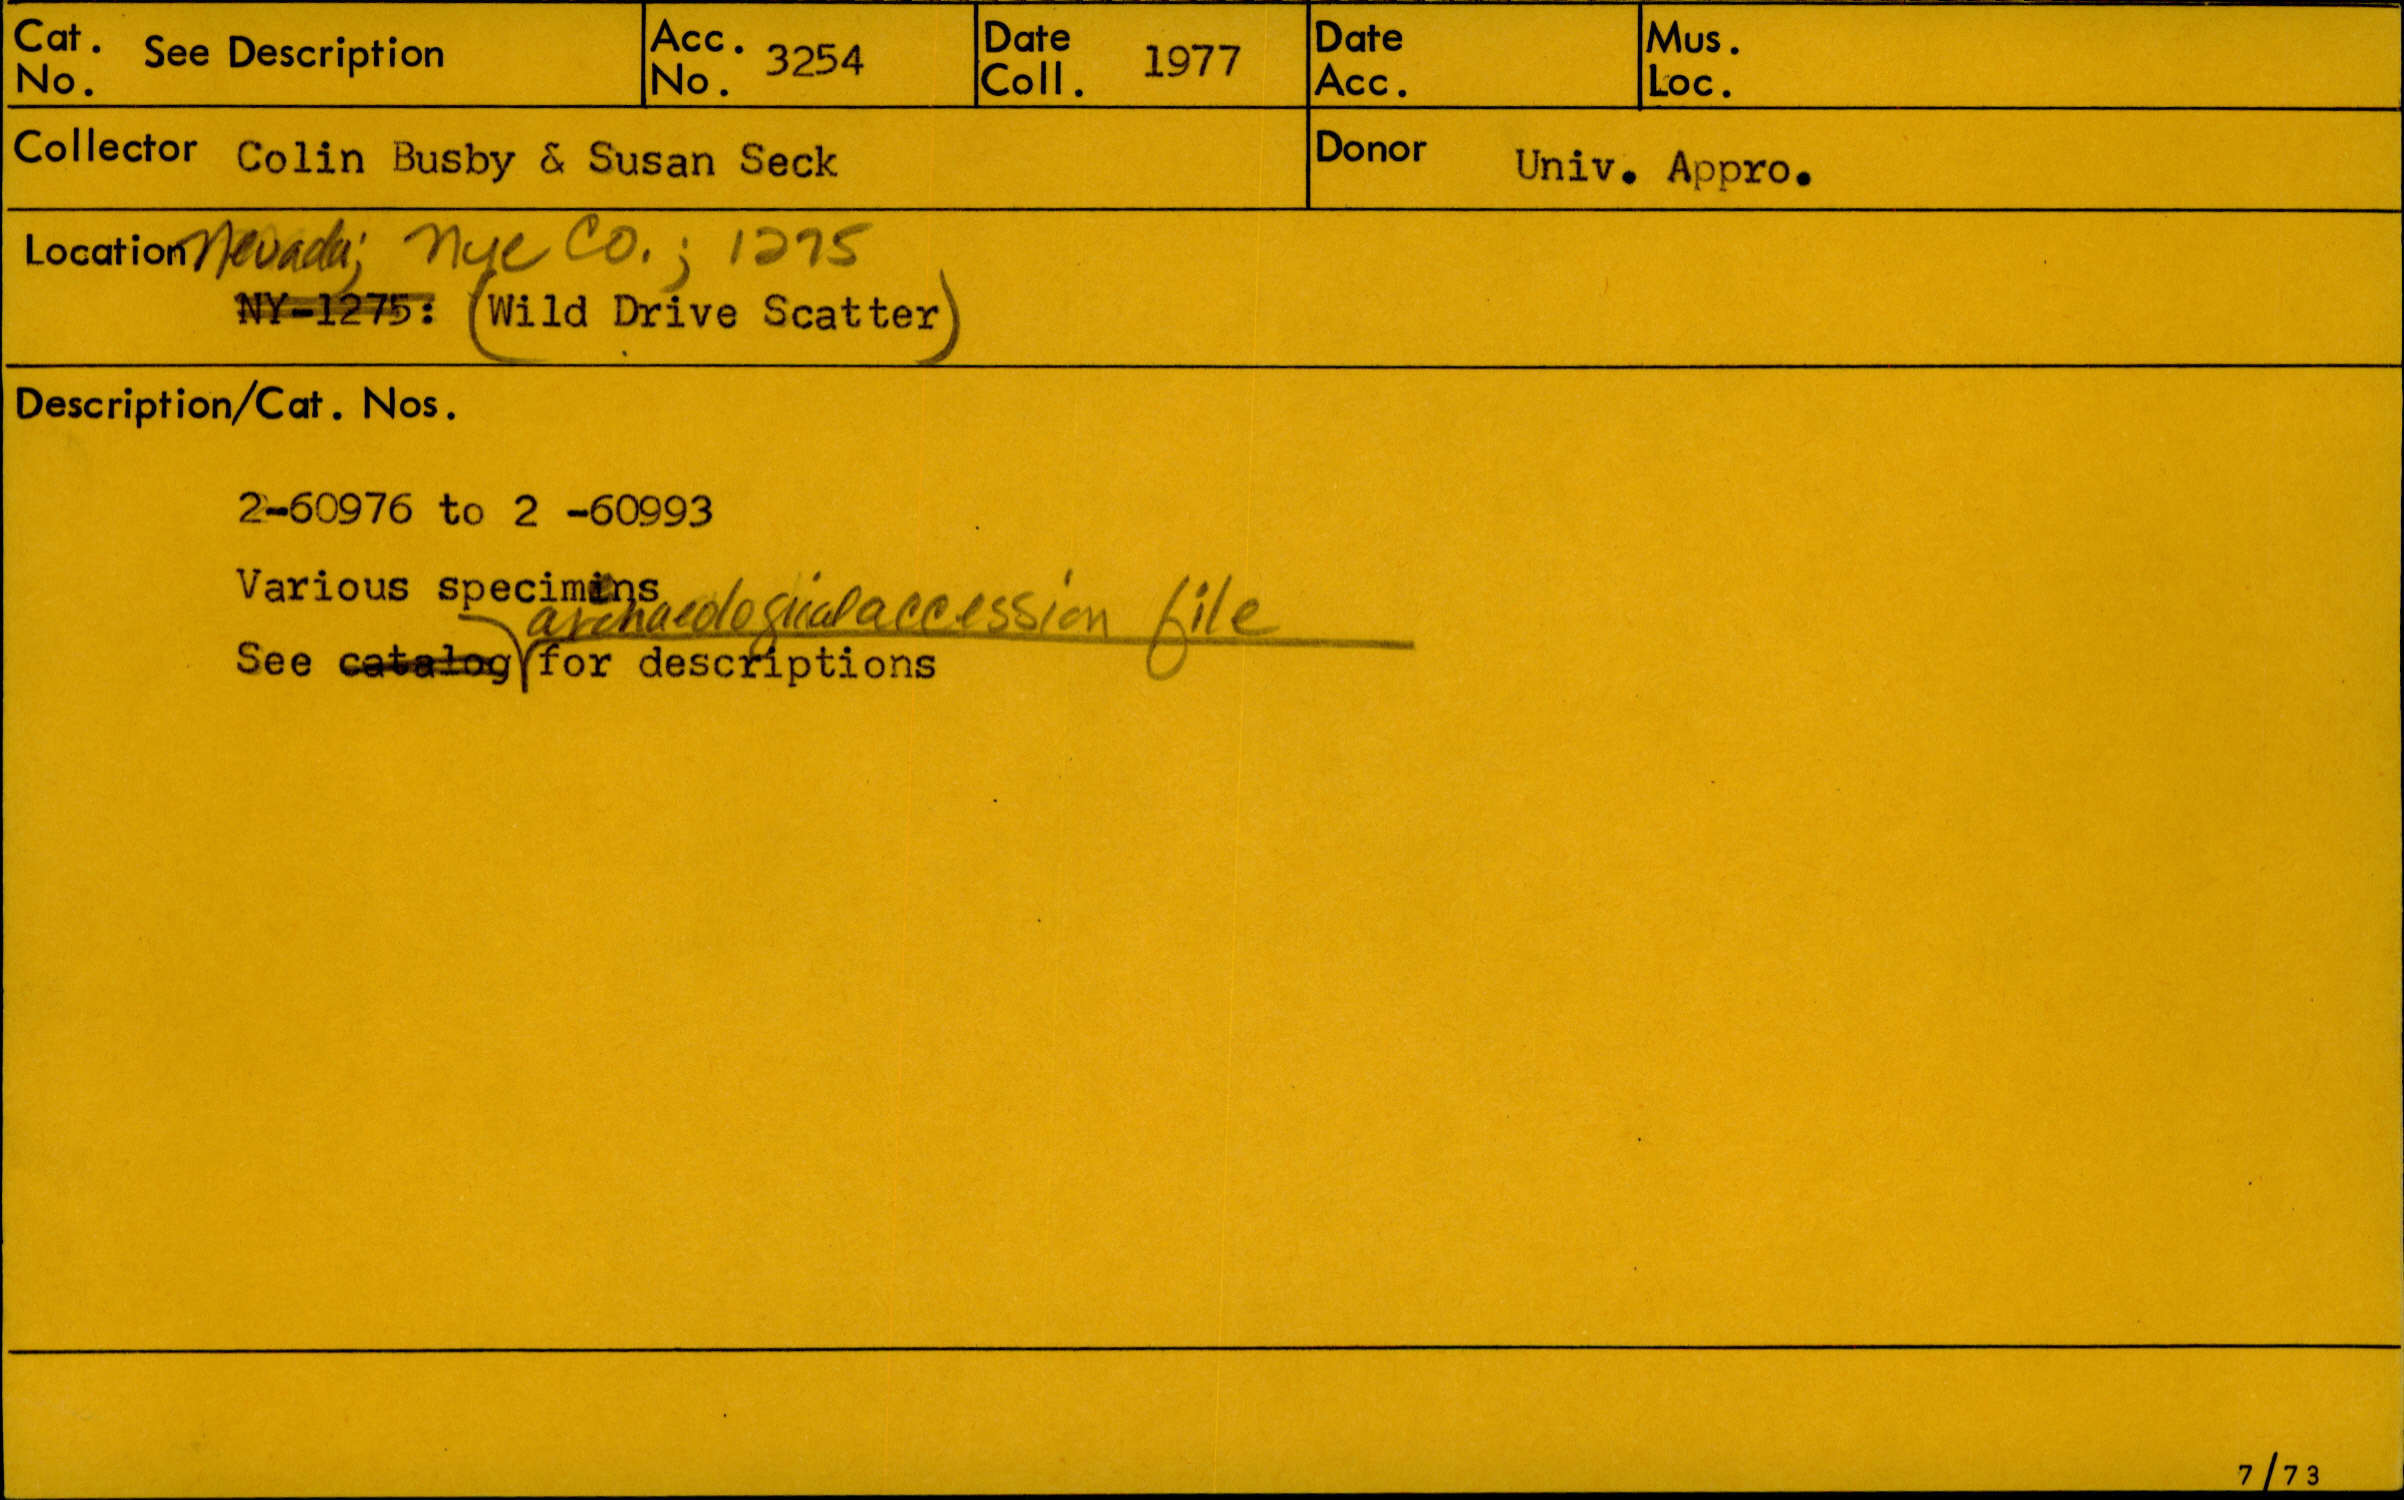 Cat. No. See Description Acc. No. 3254 Date Coll. 1977 Date Acc. Mus. Loc.
Collector Colin Busby & Susan Seck Donor Univ. Appro.
Location Nevada; Nye Co.; 1275
NY-1275: (Wild Drive Scatter)
Description/Cat. Nos.
2-60976 to 2 -60993
Various specimens
archaeological accession file
See catalog for descriptions
7/73